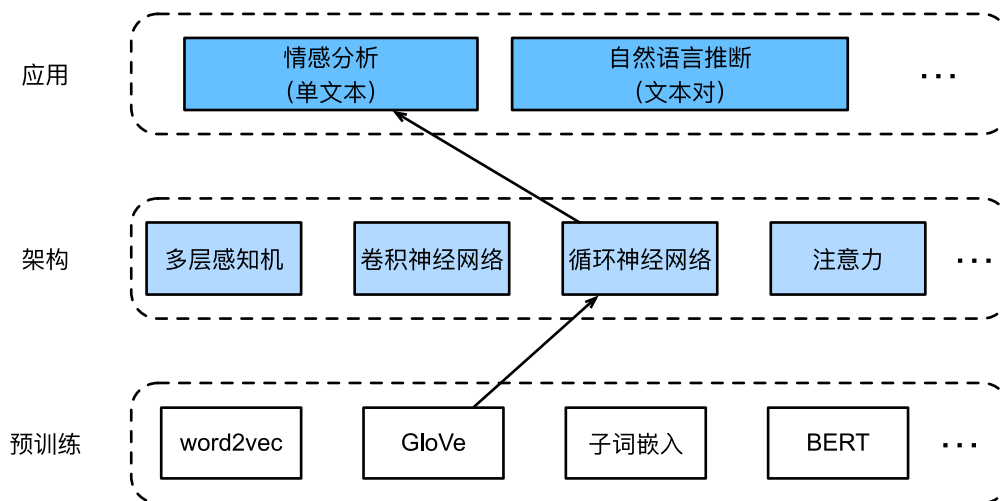 应用
情感分析
（单文本）
自然语言推断
（文本对）
...
架构
多层感知机
卷积神经网络
循环神经网络
注意力
...
预训练
word2vec
GloVe
子词嵌入
BERT
...